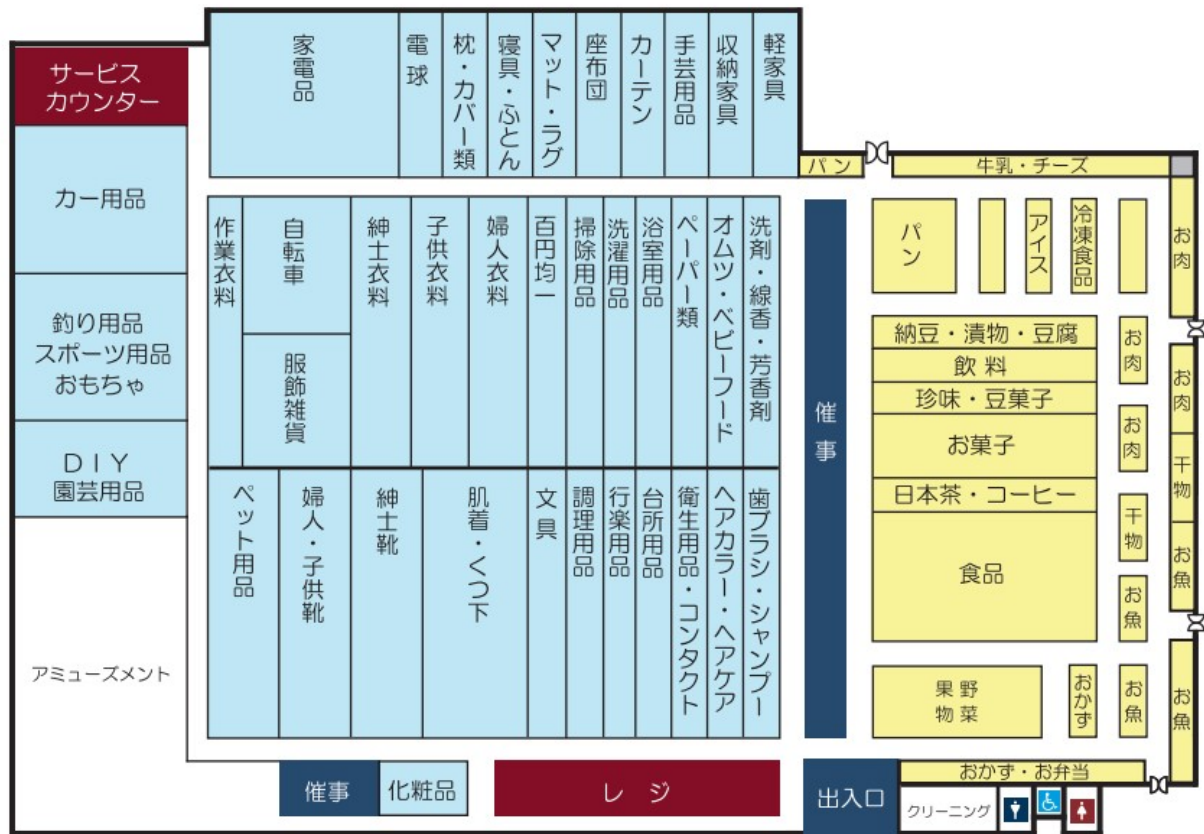 サービス
カウンター
カー用品
釣り用品
スポーツ用品
おもちゃ
DIY
園芸用品
アミューズメント
家電品
電球
枕・カバー類
寝具・ふとん
マット・ラグ
座布団
カーテン
手芸用品
収納家具
軽家具
作業衣料
自転車
服飾雑貨
紳士衣料
子供衣料
婦人衣料
百円均一
掃除用品
洗濯用品
浴室用品
ペーパー類
オムツ・ベビーフード
洗剤・線香・芳香剤
ペット用品
婦人・子供靴
紳士靴
肌着・くつ下
文具
調理用品
行楽用品
台所用品
衛生用品・コンタクト
ヘアカラー・ヘアケア
歯ブラシ・シャンプー
催事
化粧品
レジ
催事
出入口
パン
牛乳・チーズ
パン
アイス
冷凍食品
お肉
納豆・漬物・豆腐
飲料
珍味・豆菓子
お菓子
日本茶・コーヒー
食品
お肉
お肉
干物
お魚
お肉
干物
お魚
果物
野菜
おかず
お魚
お魚
おかず・お弁当
クリーニング